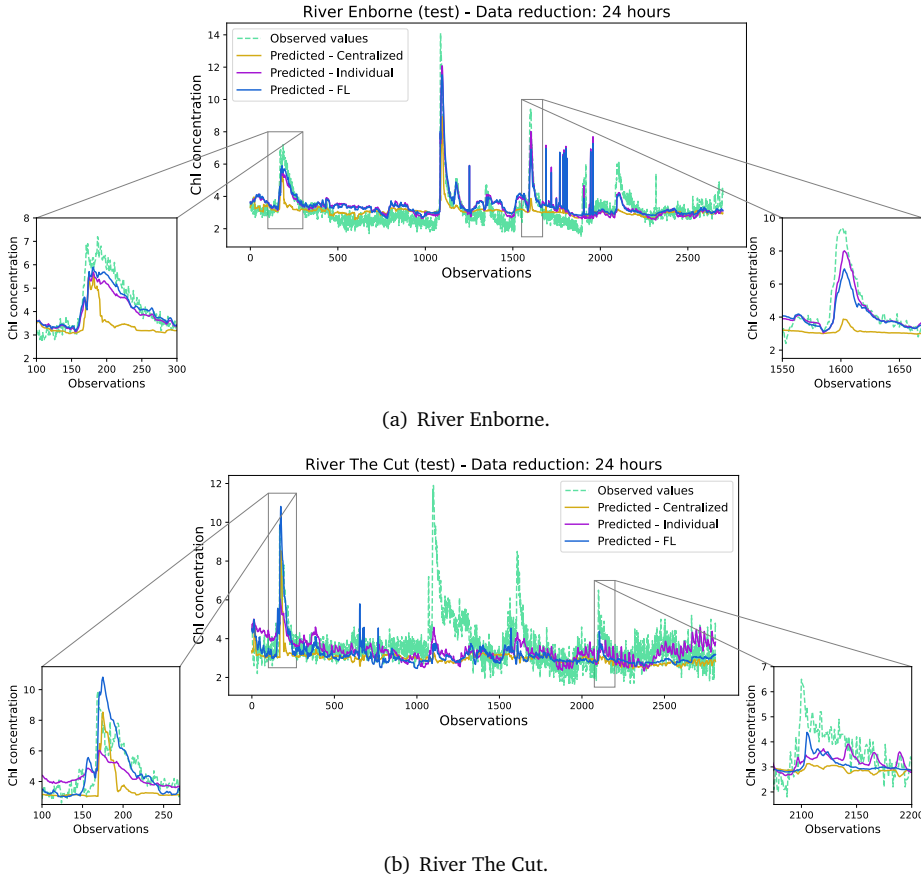 River Enborne (test) - Data reduction: 24 hours
Observed values
Predicted - Centralized
Predicted - Individual
Predicted - FL
Chl concentration
14
12
10
8
6
4
2
0 500 1000 1500 2000 2500
Observations
Chl concentration
8
7
6
5
4
3
2
100 150 200 250 300
Observations
Chl concentration
10
8
6
4
2
1550 1600 1650
Observations
(a) River Enborne.
River The Cut (test) - Data reduction: 24 hours
Observed values
Predicted - Centralized
Predicted - Individual
Predicted - FL
Chl concentration
12
10
8
6
4
2
0 500 1000 1500 2000 2500
Observations
Chl concentration
10
8
6
4
100 150 200 250
Observations
Chl concentration
7
6
5
4
3
2
2100 2150 2200
Observations
(b) River The Cut.